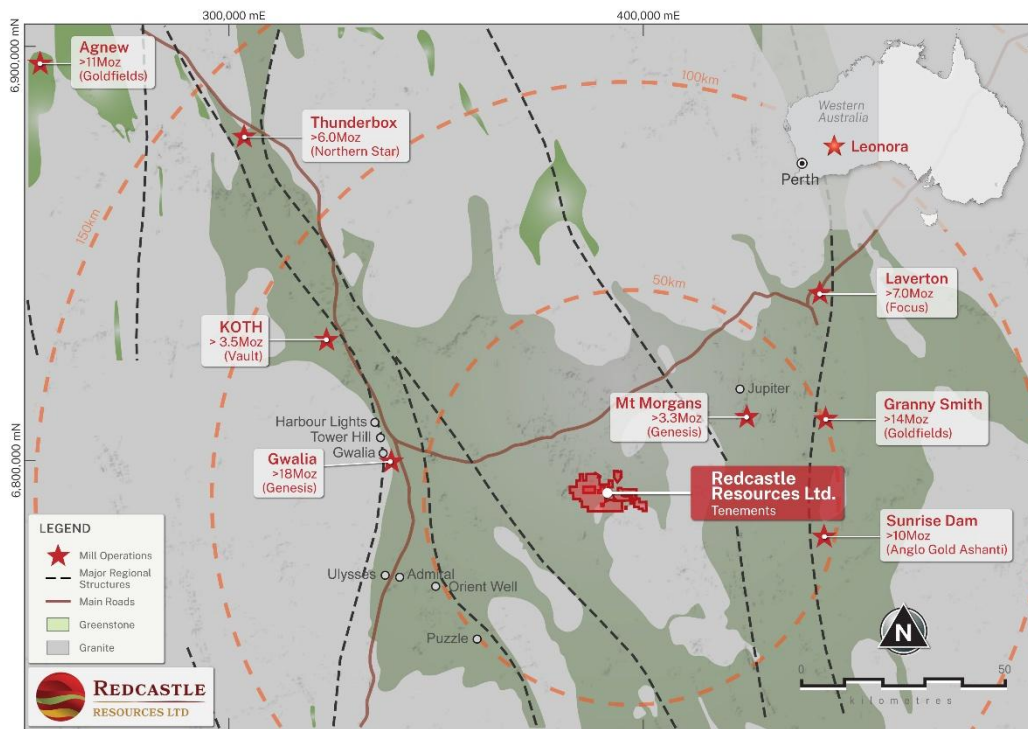 300,000 mE
400,000 mE
6,900,000 mN
6,800,000 mN
Agnew
>11Moz
(Goldfields)
Thunderbox
>6.0Moz
(Northern Star)
100km
150km
50km
Western
Australia
Leonora
Perth
Laverton
>7.0Moz
(Focus)
KOTH
> 3.5Moz
(Vault)
Jupiter
Mt Morgans
>3.3Moz
(Genesis)
Granny Smith
>14Moz
(Goldfields)
Harbour Lights
Tower Hill
Gwalia
Gwalia
>18Moz
(Genesis)
Redcastle
Resources Ltd.
Tenements
Sunrise Dam
>10Moz
(Anglo Gold Ashanti)
Ulysses
Admiral
Orient Well
Puzzle
LEGEND
Mill Operations
Major Regional
Structures
Main Roads
Greenstone
Granite
REDCASTLE
RESOURCES LTD
N
0
50
kilometres